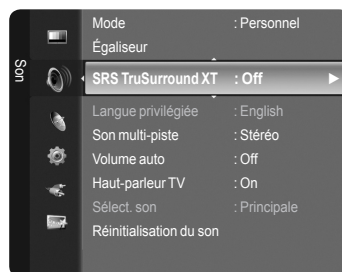 Son
Mode : Personnel
Égaliseur
SRS TruSurround XT : Off
Langue privilégiée : English
Son multi-piste : Stéréo
Volume auto : Off
Haut-parleur TV : On
Sélect. son : Principale
Réinitialisation du son